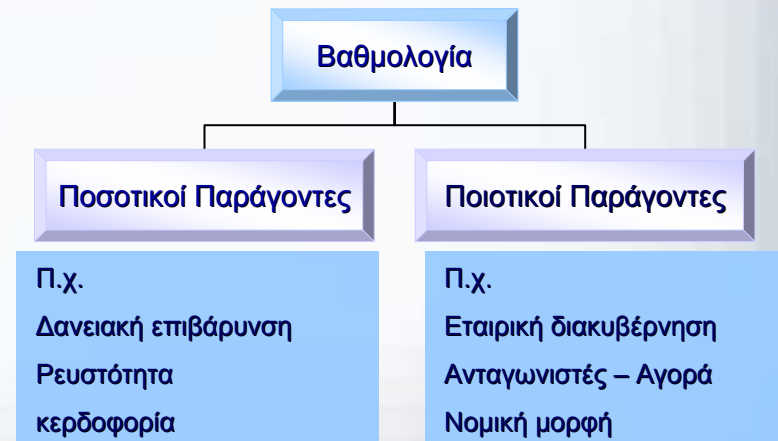 Βαθμολογία
Ποσοτικοί Παράγοντες
Ποιοτικοί Παράγοντες
Π.χ.
Δανειακή επιβάρυνση
Ρευστότητα
κερδοφορία
Π.χ.
Εταιρική διακυβέρνηση
Ανταγωνιστές – Αγορά
Νομική μορφή